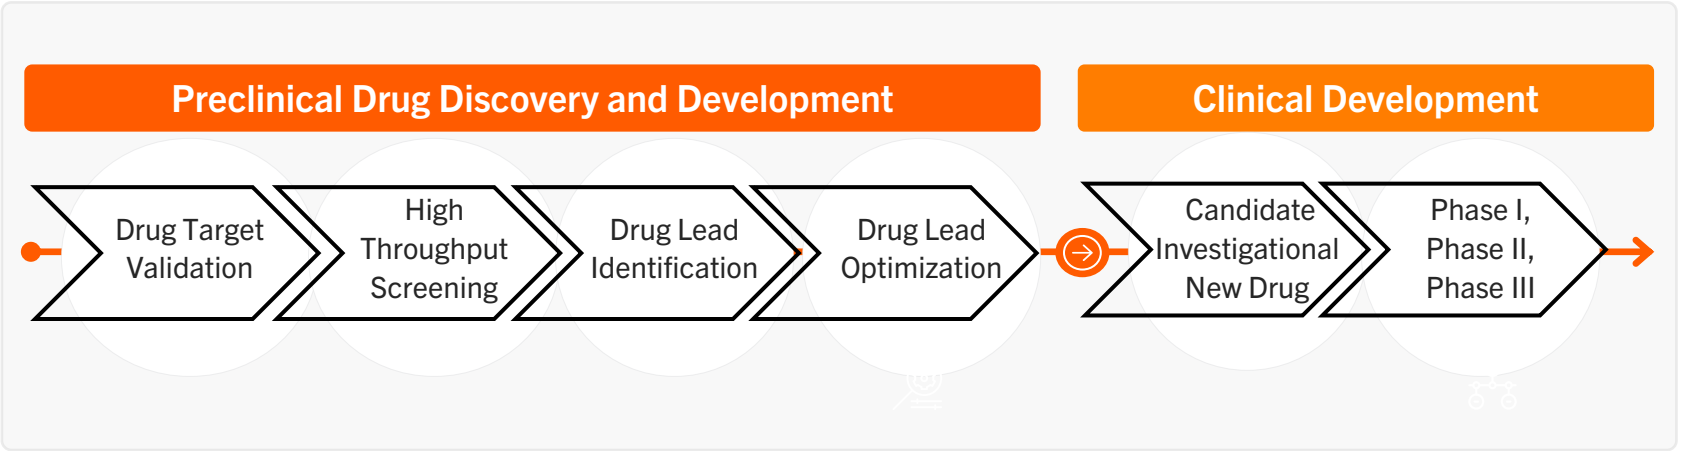 Preclinical Drug Discovery and Development
Clinical Development
Drug Target
Validation
High
Throughput
Screening
Drug Lead
Identification
Drug Lead
Optimization
Candidate
Investigational
New Drug
Phase I,
Phase II,
Phase III